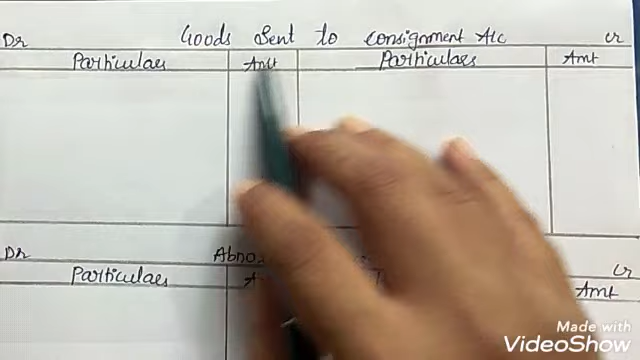 Dr Goods Sent to Consignment A/c Cr
Particulars Amt Particulars Amt
Dr Cr
Particulars Amt
Made with
VideoShow